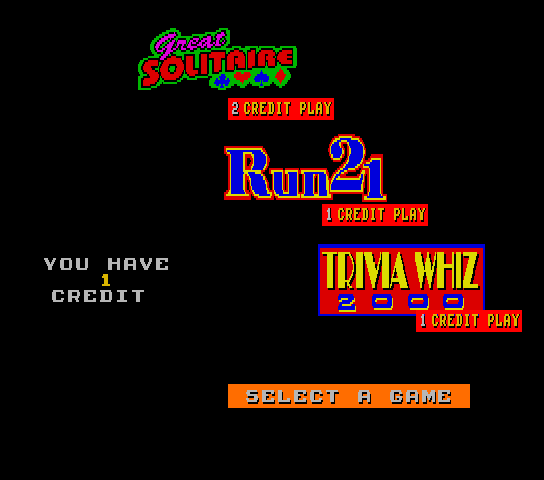 Great
SOLITAIRE
2 CREDIT PLAY
Run21
1 CREDIT PLAY
YOU HAVE
1
CREDIT
TRIVIA WHIZ
2000
1 CREDIT PLAY
SELECT A GAME